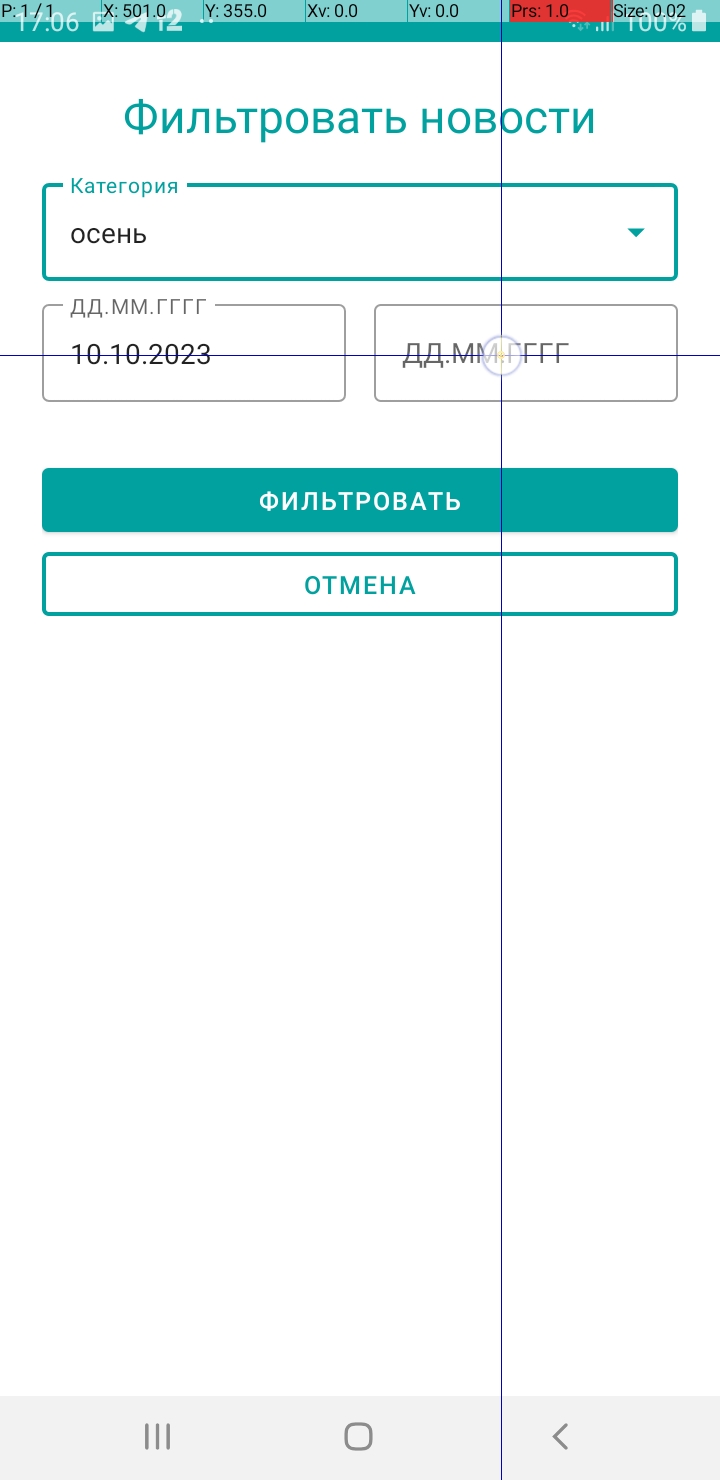 P: 1 / 1 X: 501.0 Y: 355.0 Xv: 0.0 Yv: 0.0 Prs: 1.0 Size: 0.02
17:06 100%
Фильтровать новости
Категория
осень
ДД.ММ.ГГГГ
10.10.2023 ДД.ММ.ГГГГ
ФИЛЬТРОВАТЬ
ОТМЕНА